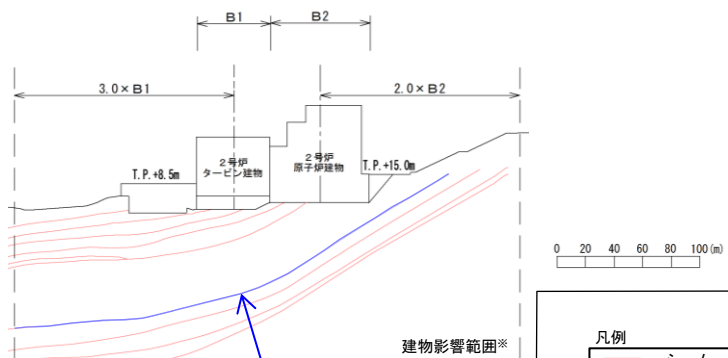 B1
B2
3.0×B1
2.0×B2
T.P.+8.5m
2号炉
タービン建物
2号炉
原子炉建物
T.P.+15.0m
0 20 40 60 80 100(m)
建物影響範囲※
凡例